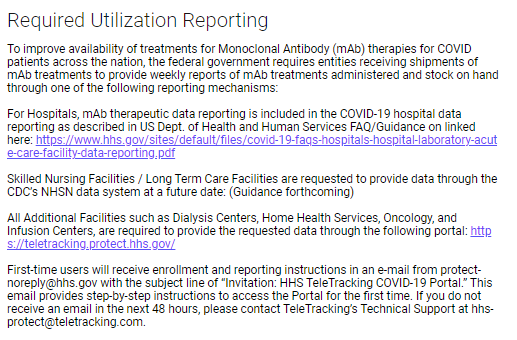 Required Utilization Reporting
To improve availability of treatments for Monoclonal Antibody (mAb) therapies for COVID
patients across the nation, the federal government requires entities receiving shipments of
mAb treatments to provide weekly reports of mAb treatments administered and stock on hand
through one of the following reporting mechanisms:
For Hospitals, mAb therapeutic data reporting is included in the COVID-19 hospital data
reporting as described in US Dept. of Health and Human Services FAQ/Guidance on linked
here: https://www.hhs.gov/sites/default/files/covid-19-faqs-hospitals-hospital-laboratory-acut
e-care-facility-data-reporting.pdf
Skilled Nursing Facilities / Long Term Care Facilities are requested to provide data through the
CDC's NHSN data system at a future date: (Guidance forthcoming)
All Additional Facilities such as Dialysis Centers, Home Health Services, Oncology, and
Infusion Centers, are required to provide the requested data through the following portal: http
s://teletracking.protect.hhs.gov/
First-time users will receive enrollment and reporting instructions in an e-mail from protect-
noreply@hhs.gov with the subject line of “Invitation: HHS TeleTracking COVID-19 Portal.” This
email provides step-by-step instructions to access the Portal for the first time. If you do not
receive an email in the next 48 hours, please contact TeleTracking's Technical Support at hhs-
protect@teletracking.com.